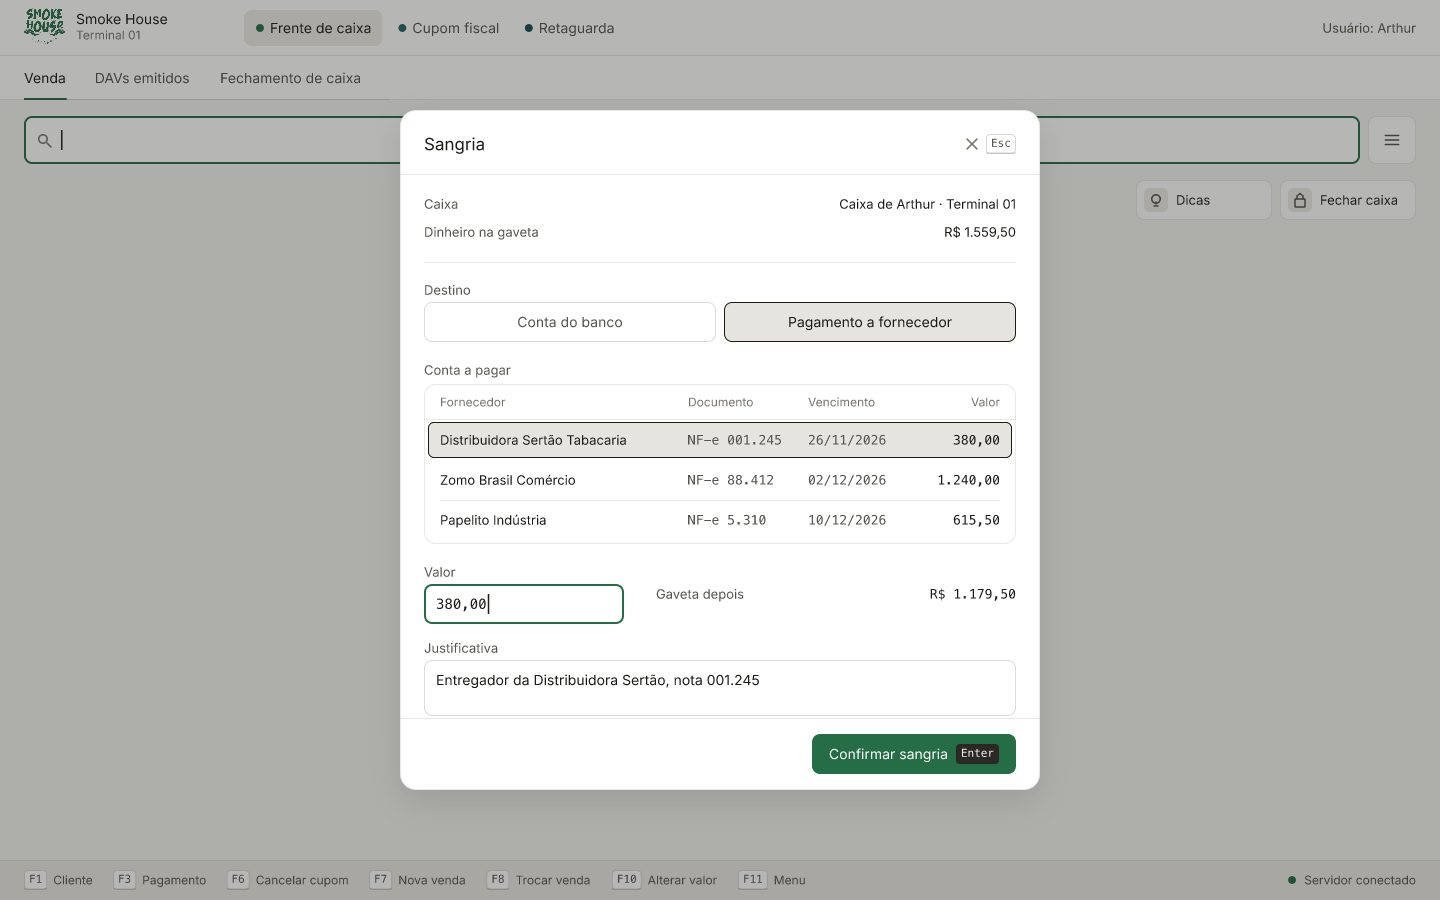 SMOKE HOUSE
Smoke House
Terminal 01
Frente de caixa
Cupom fiscal
Retaguarda
Usuário: Arthur
Venda
DAVs emitidos
Fechamento de caixa
Dicas
Fechar caixa
Sangria
Esc
Caixa
Caixa de Arthur · Terminal 01
Dinheiro na gaveta
R$ 1.559,50
Destino
Conta do banco
Pagamento a fornecedor
Conta a pagar
Fornecedor Documento Vencimento Valor
Distribuidora Sertão Tabacaria NF-e 001.245 26/11/2026 380,00
Zomo Brasil Comércio NF-e 88.412 02/12/2026 1.240,00
Papelito Indústria NF-e 5.310 10/12/2026 615,50
Valor
380,00
Gaveta depois
R$ 1.179,50
Justificativa
Entregador da Distribuidora Sertão, nota 001.245
Confirmar sangria Enter
F1 Cliente
F3 Pagamento
F6 Cancelar cupom
F7 Nova venda
F8 Trocar venda
F10 Alterar valor
F11 Menu
Servidor conectado